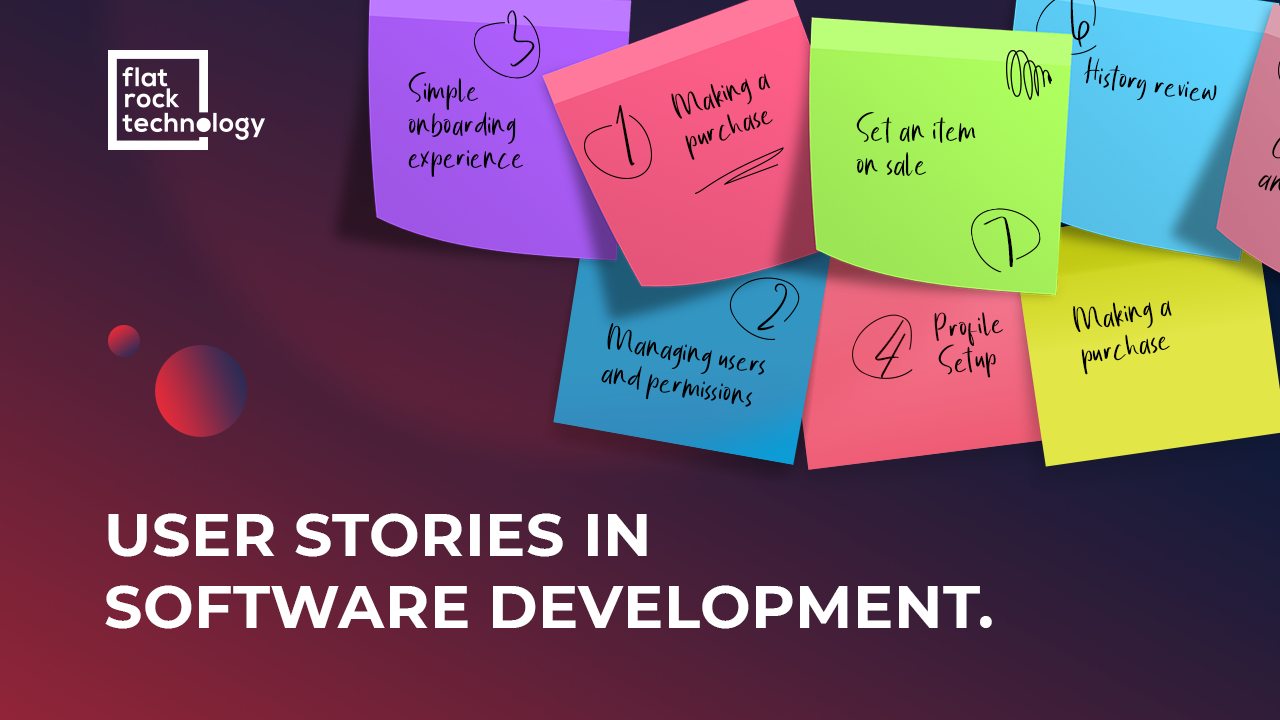 flat
rock
technology
3
Simple
onboarding
experience
1
Making a
purchase
Set an item
on sale
7
6
History review
an
2
Managing users
and permissions
4
Profile
Setup
Making a
purchase
USER STORIES IN
SOFTWARE DEVELOPMENT.